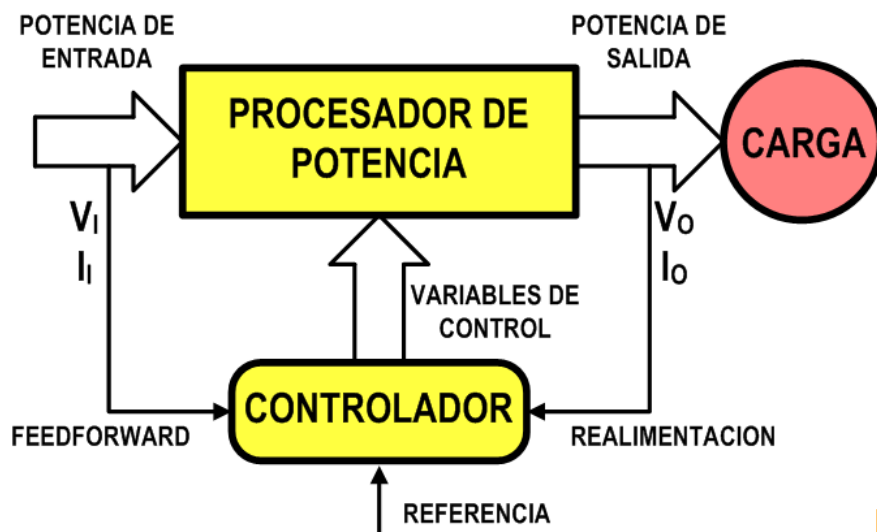 POTENCIA DE
ENTRADA
POTENCIA DE
SALIDA
PROCESADOR DE
POTENCIA
CARGA
VI
II
VO
IO
VARIABLES DE
CONTROL
CONTROLADOR
FEEDFORWARD
REALIMENTACION
REFERENCIA